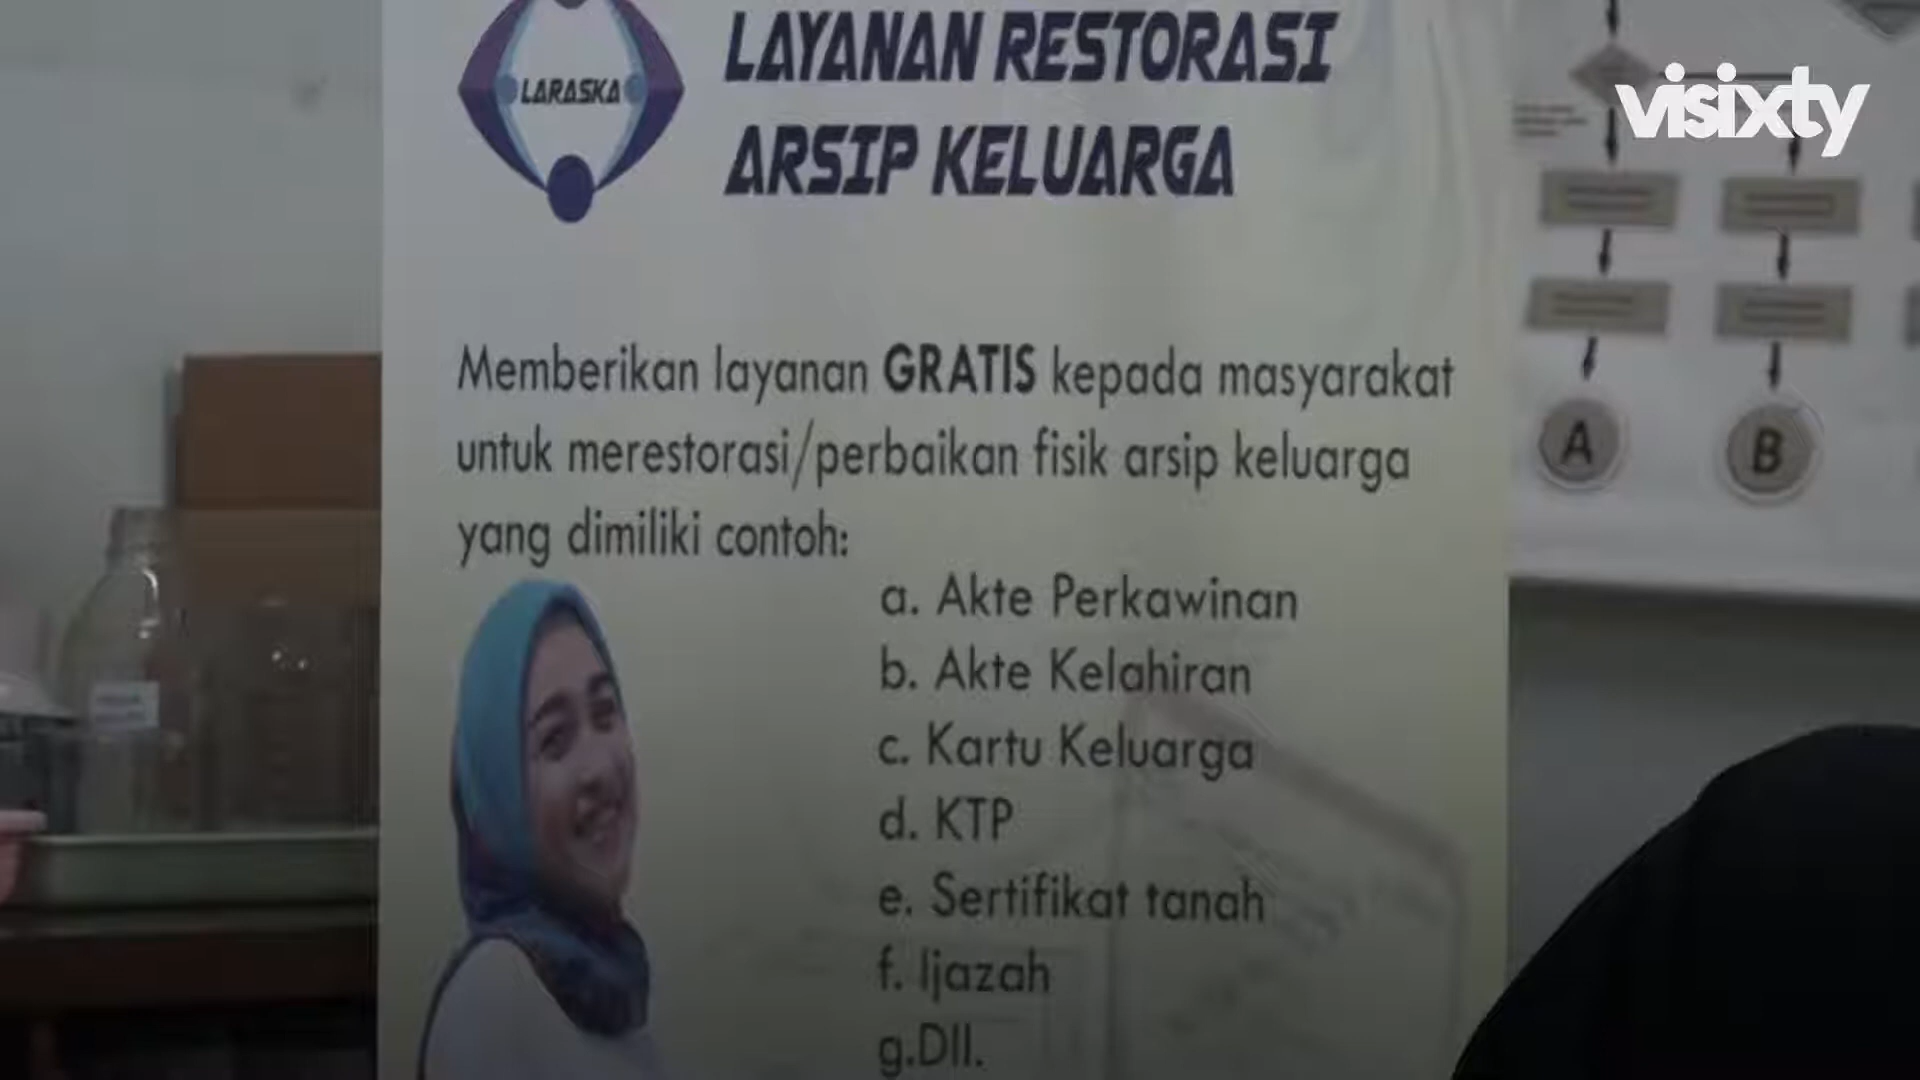 LAYANAN RESTORASI
ARSIP KELUARGA
LARASKA
visixty
Memberikan layanan GRATIS kepada masyarakat
untuk merestorasi/perbaikan fisik arsip keluarga
yang dimiliki contoh:
a. Akte Perkawinan
b. Akte Kelahiran
c. Kartu Keluarga
d. KTP
e. Sertifikat tanah
f. Ijazah
g.Dll.
A
B